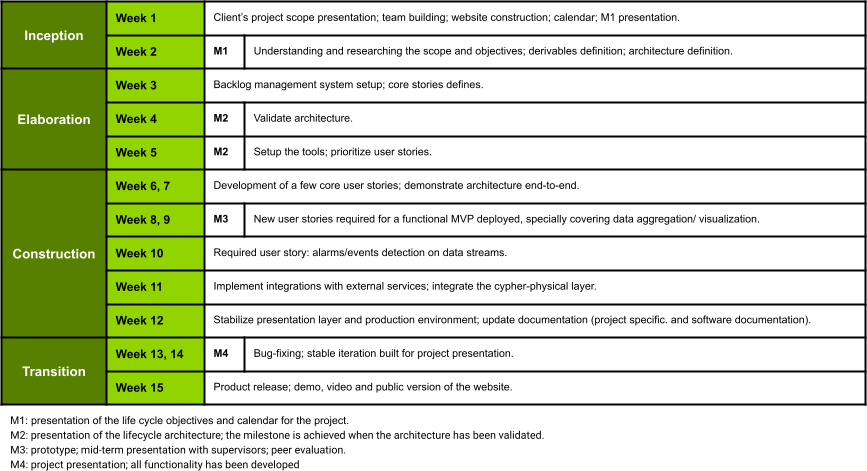 Inception
Week 1
Client's project scope presentation; team building; website construction; calendar; M1 presentation.
Week 2
M1
Understanding and researching the scope and objectives; derivables definition; architecture definition.
Elaboration
Week 3
Backlog management system setup; core stories defines.
Week 4
M2
Validate architecture.
Week 5
M2
Setup the tools; prioritize user stories.
Construction
Week 6, 7
Development of a few core user stories; demonstrate architecture end-to-end.
Week 8, 9
M3
New user stories required for a functional MVP deployed, specially covering data aggregation/ visualization.
Week 10
Required user story: alarms/events detection on data streams.
Week 11
Implement integrations with external services; integrate the cypher-physical layer.
Week 12
Stabilize presentation layer and production environment; update documentation (project specific. and software documentation).
Transition
Week 13, 14
M4
Bug-fixing; stable iteration built for project presentation.
Week 15
Product release; demo, video and public version of the website.
M1: presentation of the life cycle objectives and calendar for the project.
M2: presentation of the lifecycle architecture; the milestone is achieved when the architecture has been validated.
M3: prototype; mid-term presentation with supervisors; peer evaluation.
M4: project presentation; all functionality has been developed